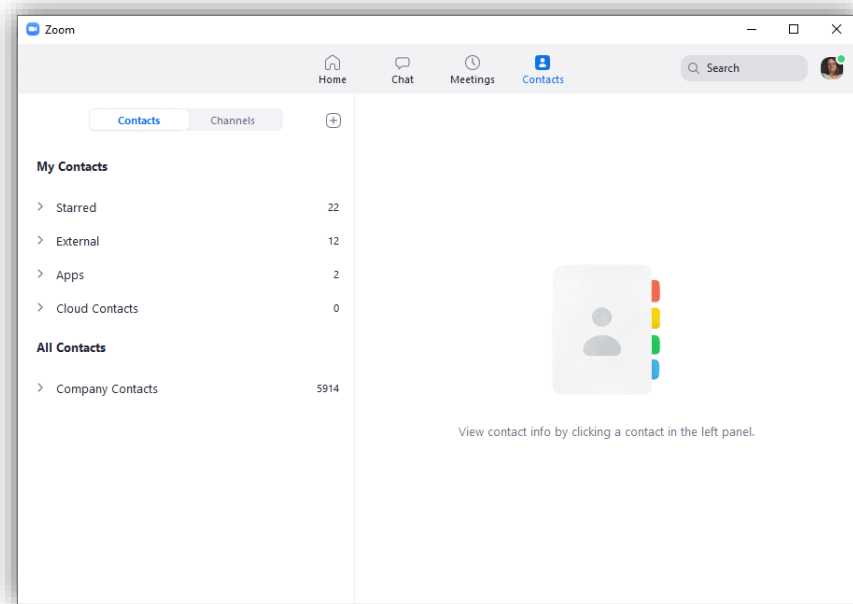 Zoom
Home Chat Meetings Contacts Search
Contacts Channels
My Contacts
Starred 22
External 12
Apps 2
Cloud Contacts 0
All Contacts
Company Contacts 5914
View contact info by clicking a contact in the left panel.